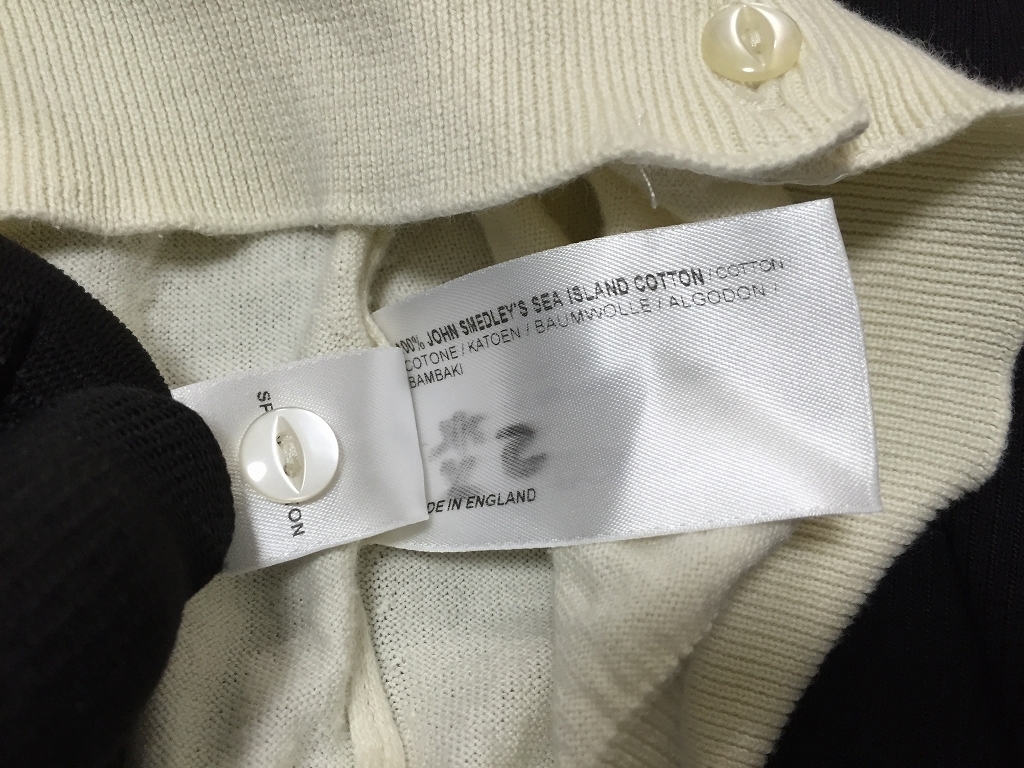 00% JOHN SMEDLEY'S SEA ISLAND COTTON / COTTON
COTONE / KATOEN / BAUMWOLLE / ALGODON /
BAMBAKI
DE IN ENGLAND